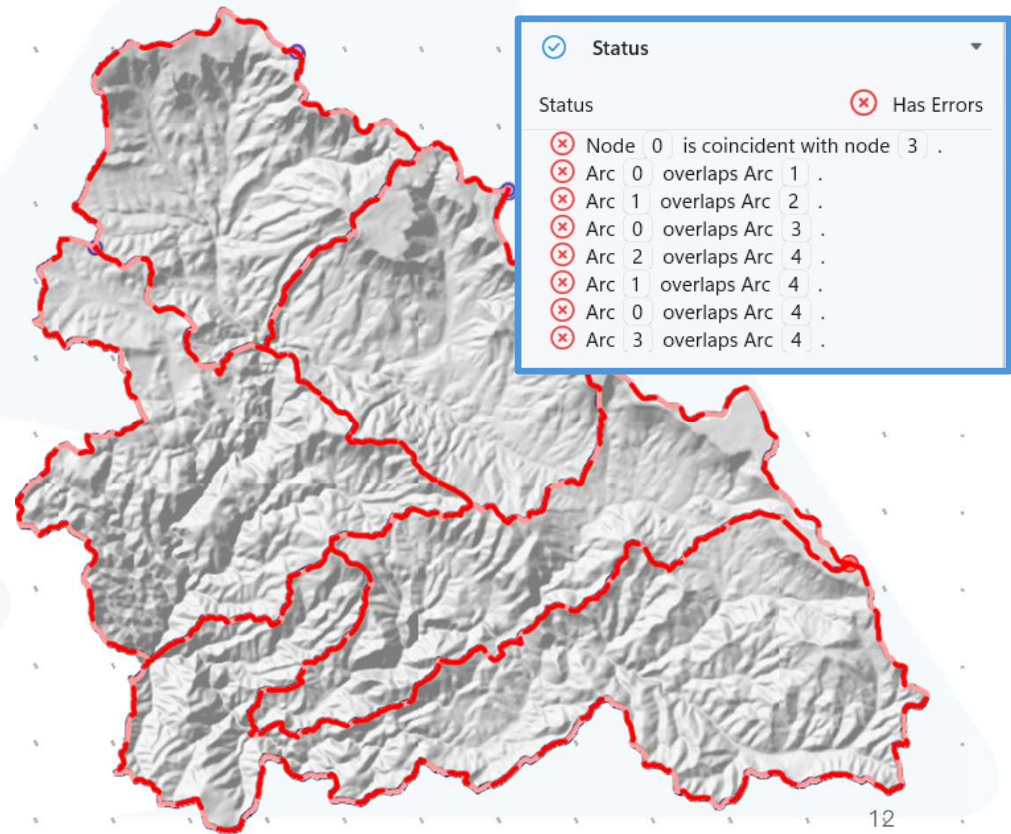 Status
Status Has Errors
Node 0 is coincident with node 3 .
Arc 0 overlaps Arc 1 .
Arc 1 overlaps Arc 2 .
Arc 0 overlaps Arc 3 .
Arc 2 overlaps Arc 4 .
Arc 1 overlaps Arc 4 .
Arc 0 overlaps Arc 4 .
Arc 3 overlaps Arc 4 .
12